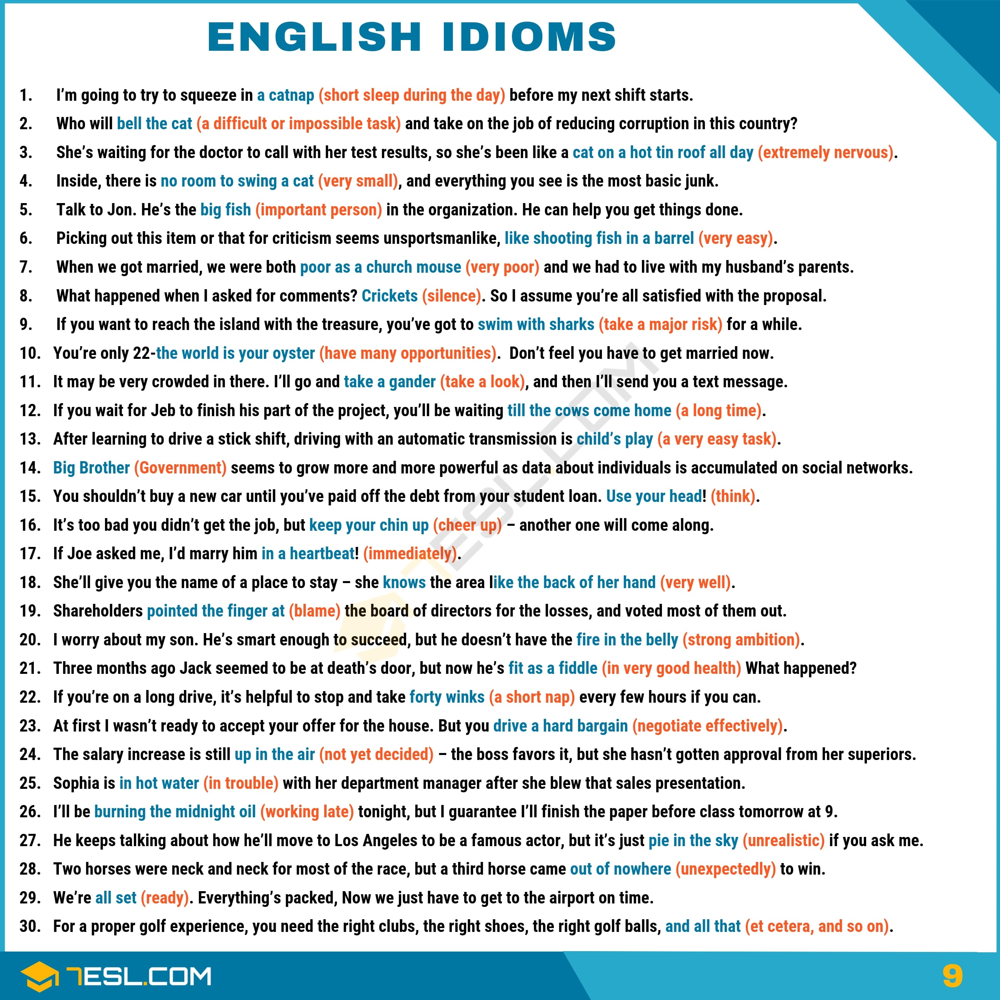 ENGLISH IDIOMS
1. I’m going to try to squeeze in a catnap (short sleep during the day) before my next shift starts.
2. Who will bell the cat (a difficult or impossible task) and take on the job of reducing corruption in this country?
3. She’s waiting for the doctor to call with her test results, so she’s been like a cat on a hot tin roof all day (extremely nervous).
4. Inside, there is no room to swing a cat (very small), and everything you see is the most basic junk.
5. Talk to Jon. He’s the big fish (important person) in the organization. He can help you get things done.
6. Picking out this item or that for criticism seems unsportsmanlike, like shooting fish in a barrel (very easy).
7. When we got married, we were both poor as a church mouse (very poor) and we had to live with my husband’s parents.
8. What happened when I asked for comments? Crickets (silence). So I assume you’re all satisfied with the proposal.
9. If you want to reach the island with the treasure, you’ve got to swim with sharks (take a major risk) for a while.
10. You’re only 22-the world is your oyster (have many opportunities). Don’t feel you have to get married now.
11. It may be very crowded in there. I’ll go and take a gander (take a look), and then I’ll send you a text message.
12. If you wait for Jeb to finish his part of the project, you’ll be waiting till the cows come home (a long time).
13. After learning to drive a stick shift, driving with an automatic transmission is child’s play (a very easy task).
14. Big Brother (Government) seems to grow more and more powerful as data about individuals is accumulated on social networks.
15. You shouldn’t buy a new car until you’ve paid off the debt from your student loan. Use your head! (think).
16. It’s too bad you didn’t get the job, but keep your chin up (cheer up) – another one will come along.
17. If Joe asked me, I’d marry him in a heartbeat! (immediately).
18. She’ll give you the name of a place to stay – she knows the area like the back of her hand (very well).
19. Shareholders pointed the finger at (blame) the board of directors for the losses, and voted most of them out.
20. I worry about my son. He’s smart enough to succeed, but he doesn’t have the fire in the belly (strong ambition).
21. Three months ago Jack seemed to be at death’s door, but now he’s fit as a fiddle (in very good health) What happened?
22. If you’re on a long drive, it’s helpful to stop and take forty winks (a short nap) every few hours if you can.
23. At first I wasn’t ready to accept your offer for the house. But you drive a hard bargain (negotiate effectively).
24. The salary increase is still up in the air (not yet decided) – the boss favors it, but she hasn’t gotten approval from her superiors.
25. Sophia is in hot water (in trouble) with her department manager after she blew that sales presentation.
26. I’ll be burning the midnight oil (working late) tonight, but I guarantee I’ll finish the paper before class tomorrow at 9.
27. He keeps talking about how he’ll move to Los Angeles to be a famous actor, but it’s just pie in the sky (unrealistic) if you ask me.
28. Two horses were neck and neck for most of the race, but a third horse came out of nowhere (unexpectedly) to win.
29. We’re all set (ready). Everything’s packed, Now we just have to get to the airport on time.
30. For a proper golf experience, you need the right clubs, the right shoes, the right golf balls, and all that (et cetera, and so on).
7ESL.COM
7ESL.COM
9